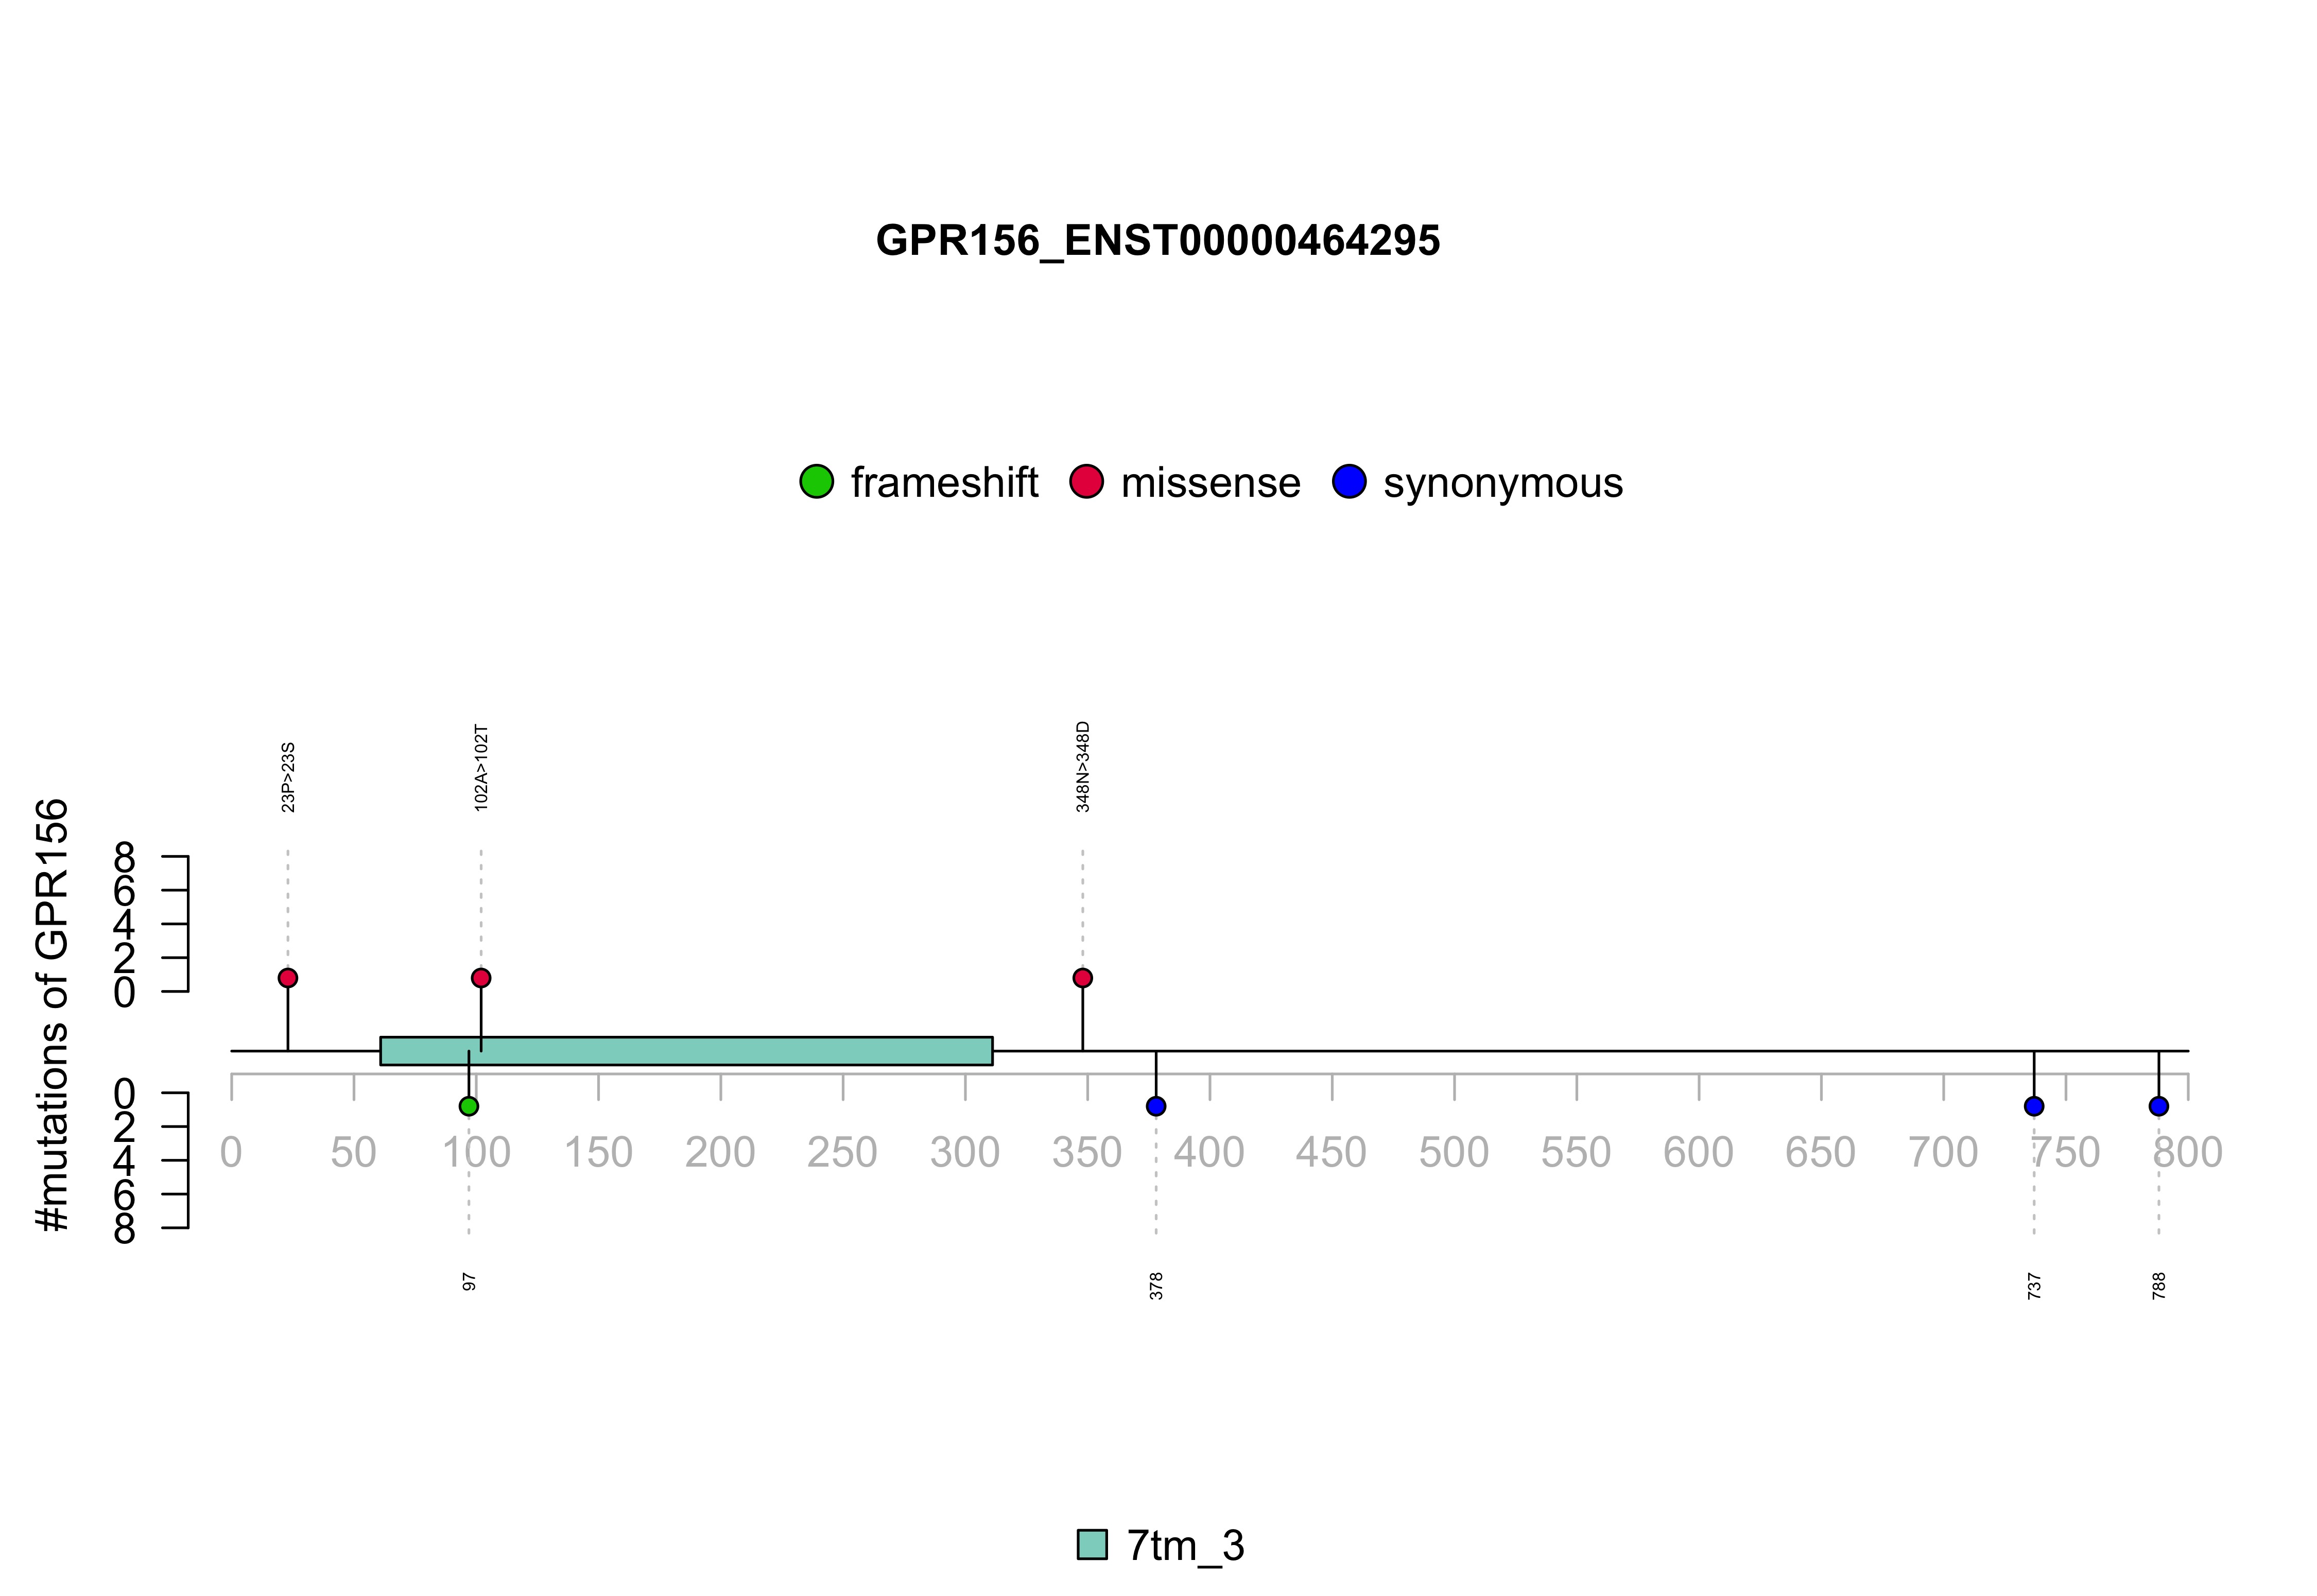 GPR156_ENST00000464295
frameshift missense synonymous
23P>23S 102A>102T 348N>348D
#mutations of GPR156
8
6
4
2
0
0
2
4
6
8
0 50 100 150 200 250 300 350 400 450 500 550 600 650 700 750 800
97 378 737 788
7tm_3